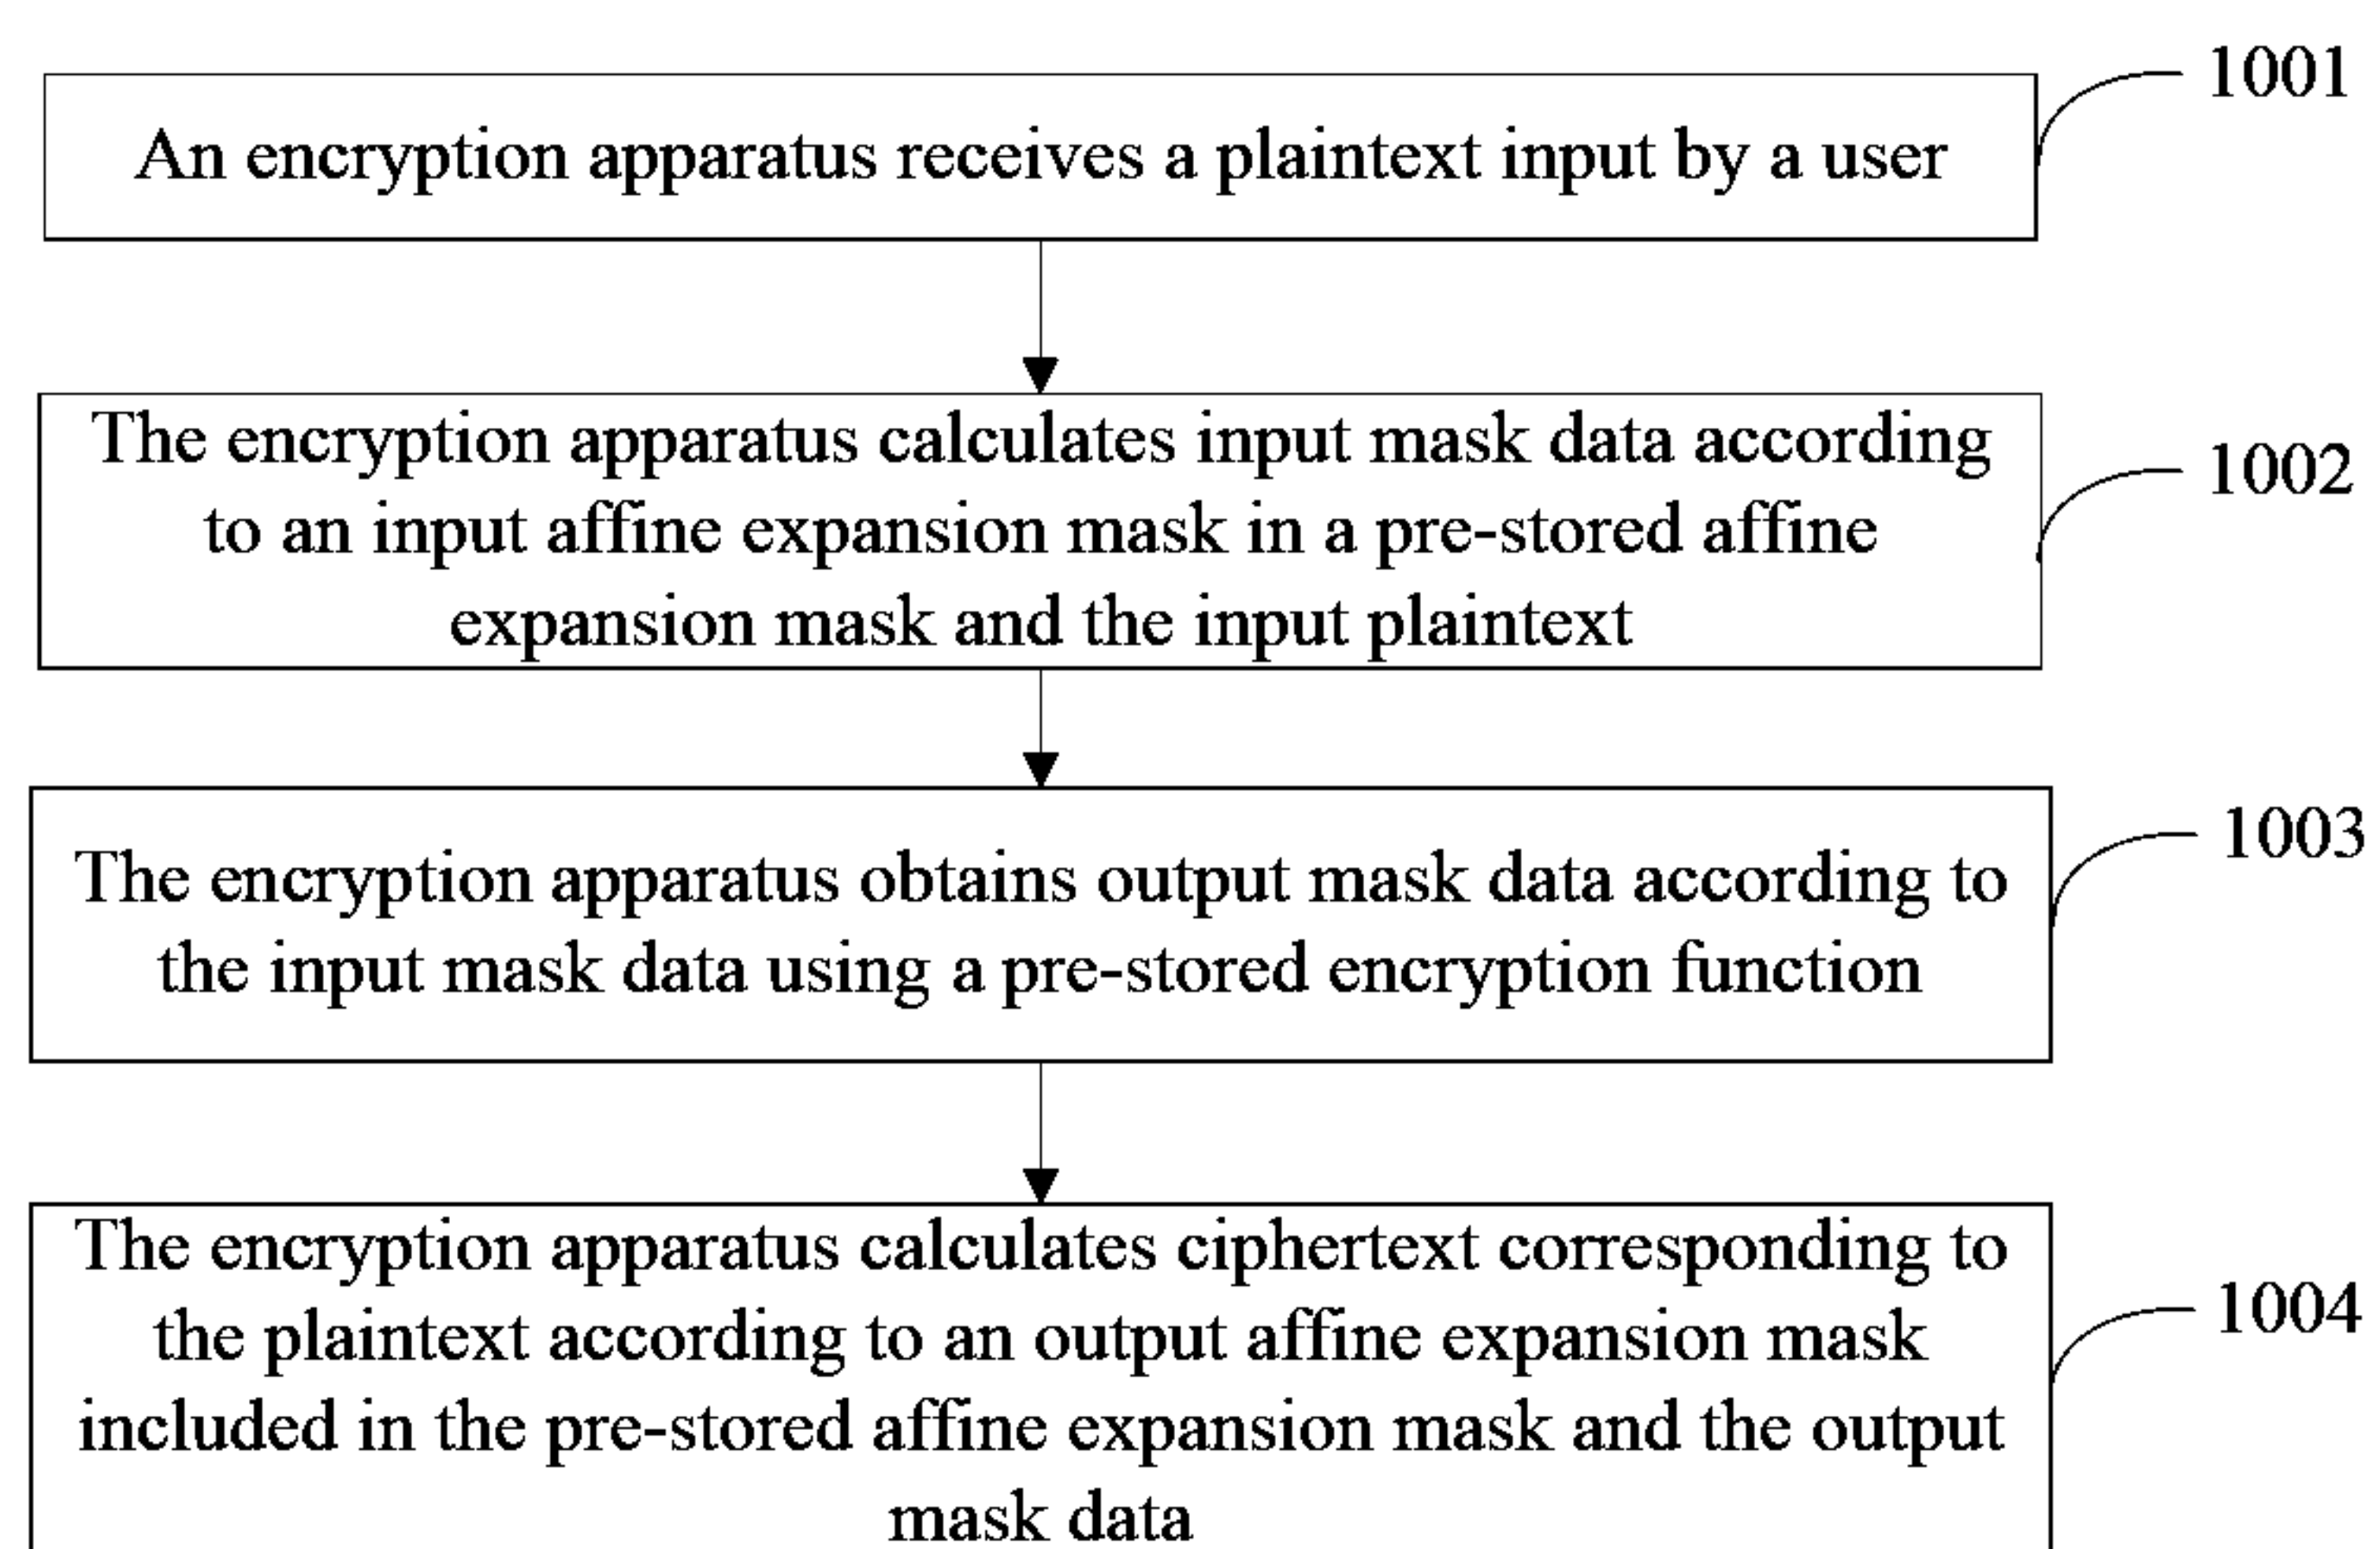 1001
An encryption apparatus receives a plaintext input by a user
The encryption apparatus calculates input mask data according
1002
to an input affine expansion mask in a pre-stored affine
expansion mask and the input plaintext
1003
The encryption apparatus obtains output mask data according to
the input mask data using a pre-stored encryption function
The encryption apparatus calculates ciphertext corresponding to
1004
the plaintext according to an output affine expansion mask
included in the pre-stored affine expansion mask and the output
mask data